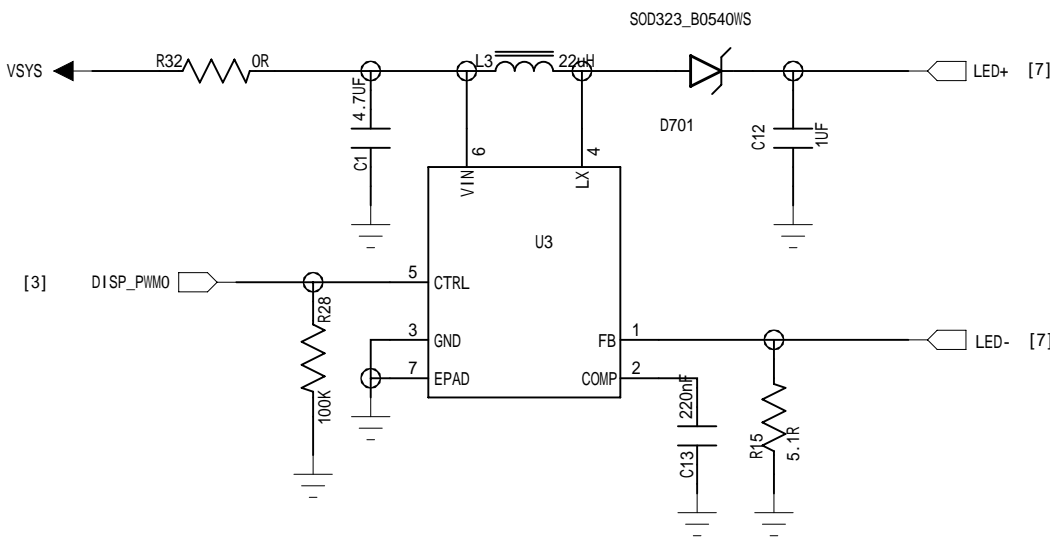 SOD323_B0540WS
VSYS
R32
0R
L3
22uH
LED+
[7]
4.7UF
C1
D701
C12
1UF
6
VIN
4
LX
U3
[3]
DISP_PWM0
5
CTRL
R28
100K
3
GND
7
EPAD
FB
1
LED-
[7]
COMP
2
220nF
C13
R15
5.1R